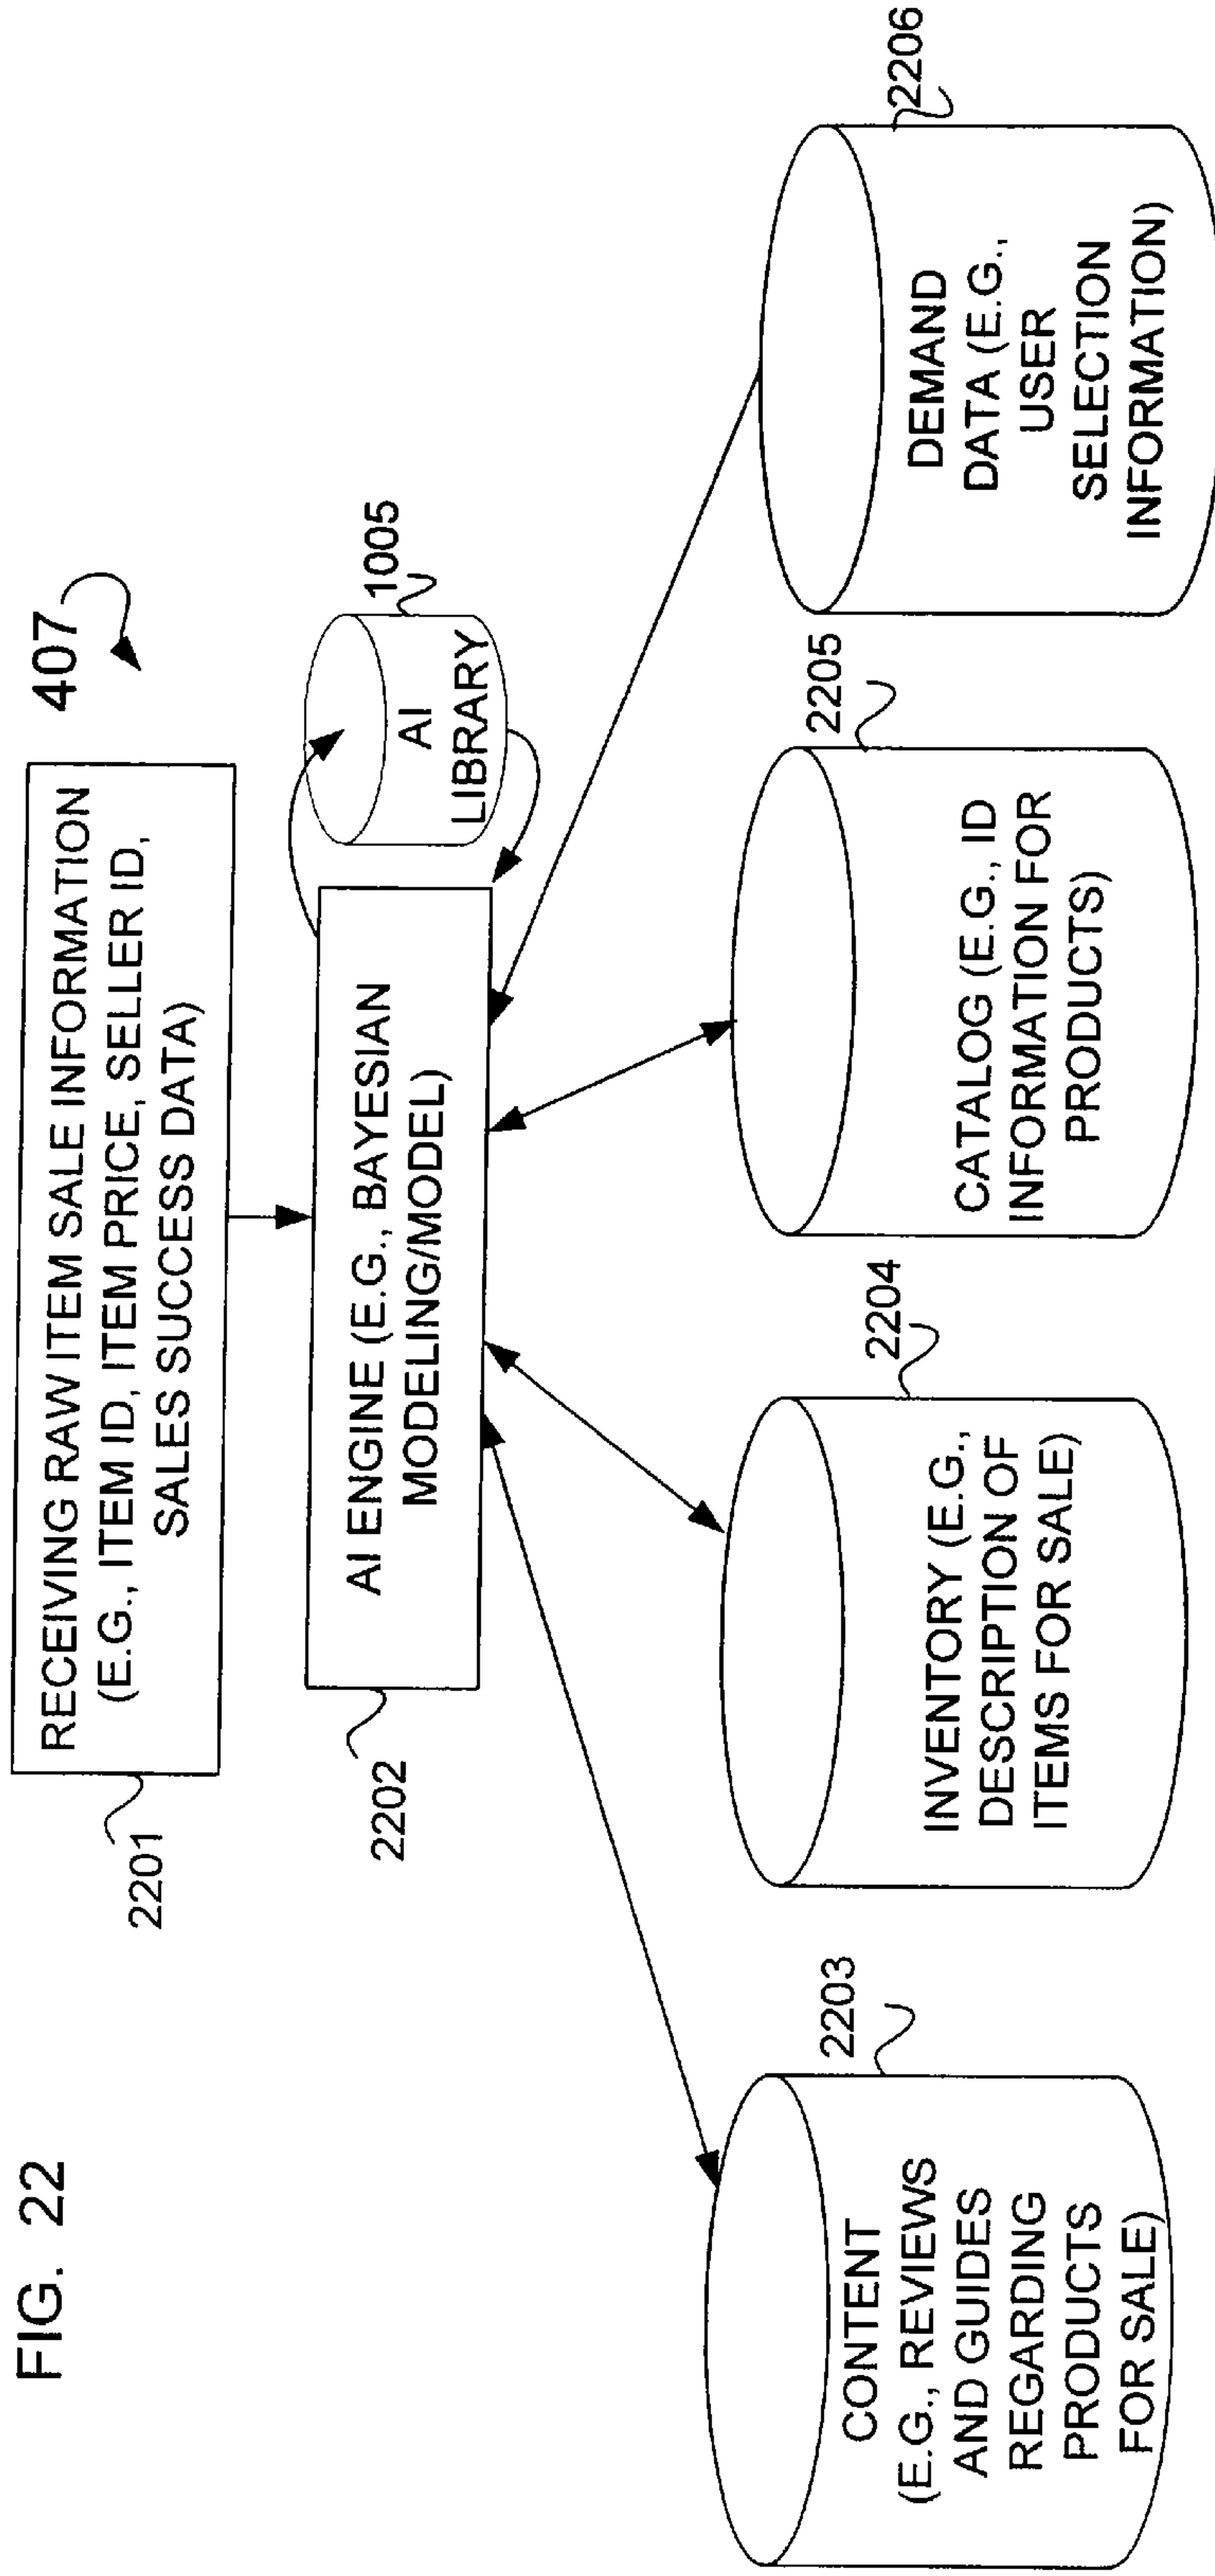 FIG. 22
407
RECEIVING RAW ITEM SALE INFORMATION
(E.G., ITEM ID, ITEM PRICE, SELLER ID,
SALES SUCCESS DATA)
2201
AI ENGINE (E.G., BAYESIAN
MODELING/MODEL)
2202
AI
LIBRARY
1005
CONTENT
(E.G., REVIEWS
AND GUIDES
REGARDING
PRODUCTS
FOR SALE)
2203
INVENTORY (E.G.,
DESCRIPTION OF
ITEMS FOR SALE)
2204
CATALOG (E.G., ID
INFORMATION FOR
PRODUCTS)
2205
DEMAND
DATA (E.G.,
USER
SELECTION
INFORMATION)
2206